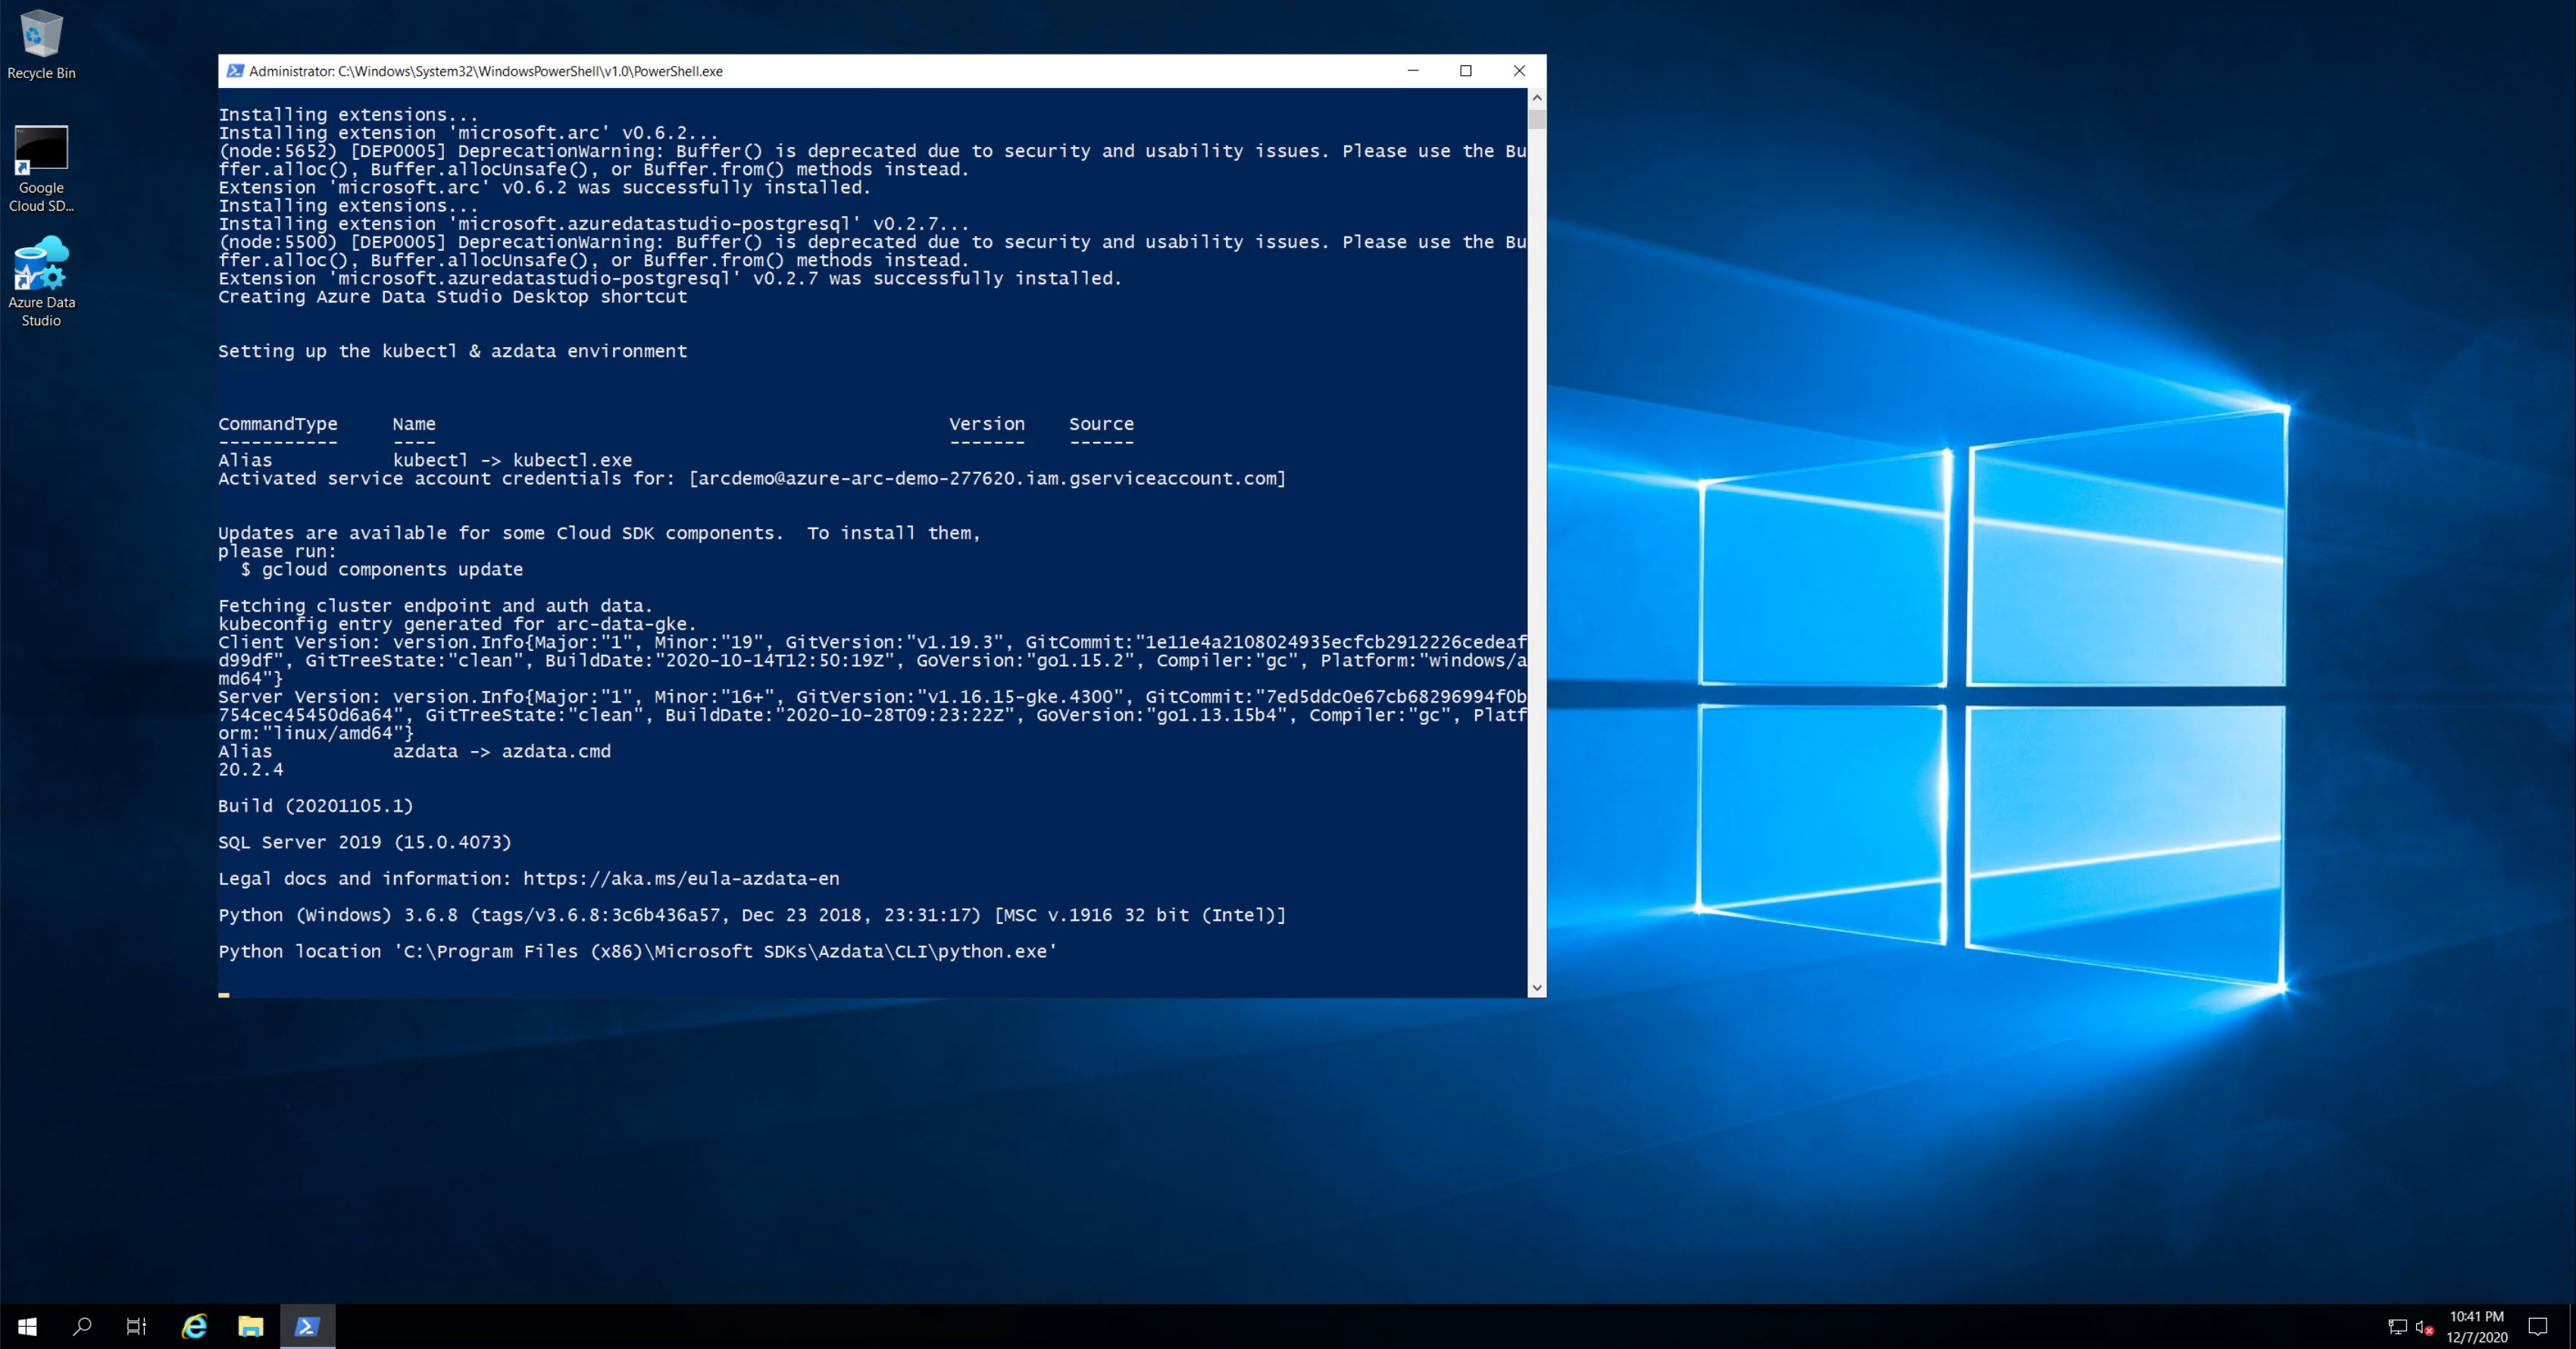 Recycle Bin
Google
Cloud SD...
Azure Data
Studio
Administrator: C:\Windows\System32\WindowsPowerShell\v1.0\PowerShell.exe
Installing extensions...
Installing extension 'microsoft.arc' v0.6.2...
(node:5652) [DEP0005] DeprecationWarning: Buffer() is deprecated due to security and usability issues. Please use the Bu
ffer.alloc(), Buffer.allocUnsafe(), or Buffer.from() methods instead.
Extension 'microsoft.arc' v0.6.2 was successfully installed.
Installing extensions...
Installing extension 'microsoft.azuredatastudio-postgresql' v0.2.7...
(node:5500) [DEP0005] DeprecationWarning: Buffer() is deprecated due to security and usability issues. Please use the Bu
ffer.alloc(), Buffer.allocUnsafe(), or Buffer.from() methods instead.
Extension 'microsoft.azuredatastudio-postgresql' v0.2.7 was successfully installed.
Creating Azure Data Studio Desktop shortcut
Setting up the kubectl & azdata environment
CommandType     Name                                               Version    Source
-----------     ----                                               -------    ------
Alias           kubectl -> kubectl.exe
Activated service account credentials for: [arcdemo@azure-arc-demo-277620.iam.gserviceaccount.com]
Updates are available for some Cloud SDK components.  To install them,
please run:
  $ gcloud components update
Fetching cluster endpoint and auth data.
kubeconfig entry generated for arc-data-gke.
Client Version: version.Info{Major:"1", Minor:"19", GitVersion:"v1.19.3", GitCommit:"1e11e4a2108024935ecfcb2912226cedeaf
d99df", GitTreeState:"clean", BuildDate:"2020-10-14T12:50:19Z", GoVersion:"go1.15.2", Compiler:"gc", Platform:"windows/a
md64"}
Server Version: version.Info{Major:"1", Minor:"16+", GitVersion:"v1.16.15-gke.4300", GitCommit:"7ed5ddc0e67cb68296994f0b
754cec45450d6a64", GitTreeState:"clean", BuildDate:"2020-10-28T09:23:22Z", GoVersion:"go1.13.15b4", Compiler:"gc", Platf
orm:"linux/amd64"}
Alias           azdata -> azdata.cmd
20.2.4
Build (20201105.1)
SQL Server 2019 (15.0.4073)
Legal docs and information: https://aka.ms/eula-azdata-en
Python (Windows) 3.6.8 (tags/v3.6.8:3c6b436a57, Dec 23 2018, 23:31:17) [MSC v.1916 32 bit (Intel)]
Python location 'C:\Program Files (x86)\Microsoft SDKs\Azdata\CLI\python.exe'
10:41 PM
12/7/2020